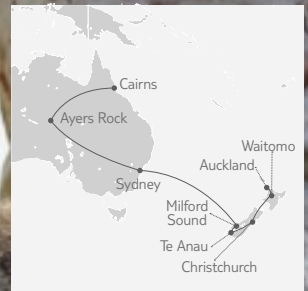 Cairns
Ayers Rock
Waitomo
Auckland
Sydney
Milford
Sound
Te Anau
Christchurch